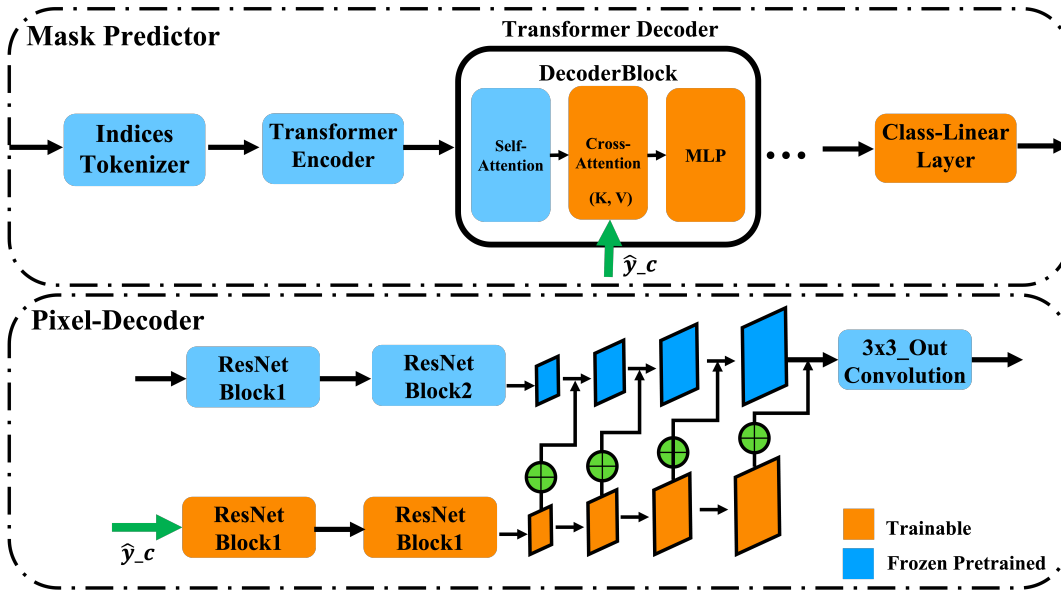 Mask Predictor
Transformer Decoder
DecoderBlock
Indices
Tokenizer
Transformer
Encoder
Self-
Attention
Cross-
Attention
(K, V)
MLP
...
Class-Linear
Layer
ŷ_c
Pixel-Decoder
ResNet
Block1
ResNet
Block2
3x3_Out
Convolution
ŷ_c
ResNet
Block1
ResNet
Block1
Trainable
Frozen Pretrained